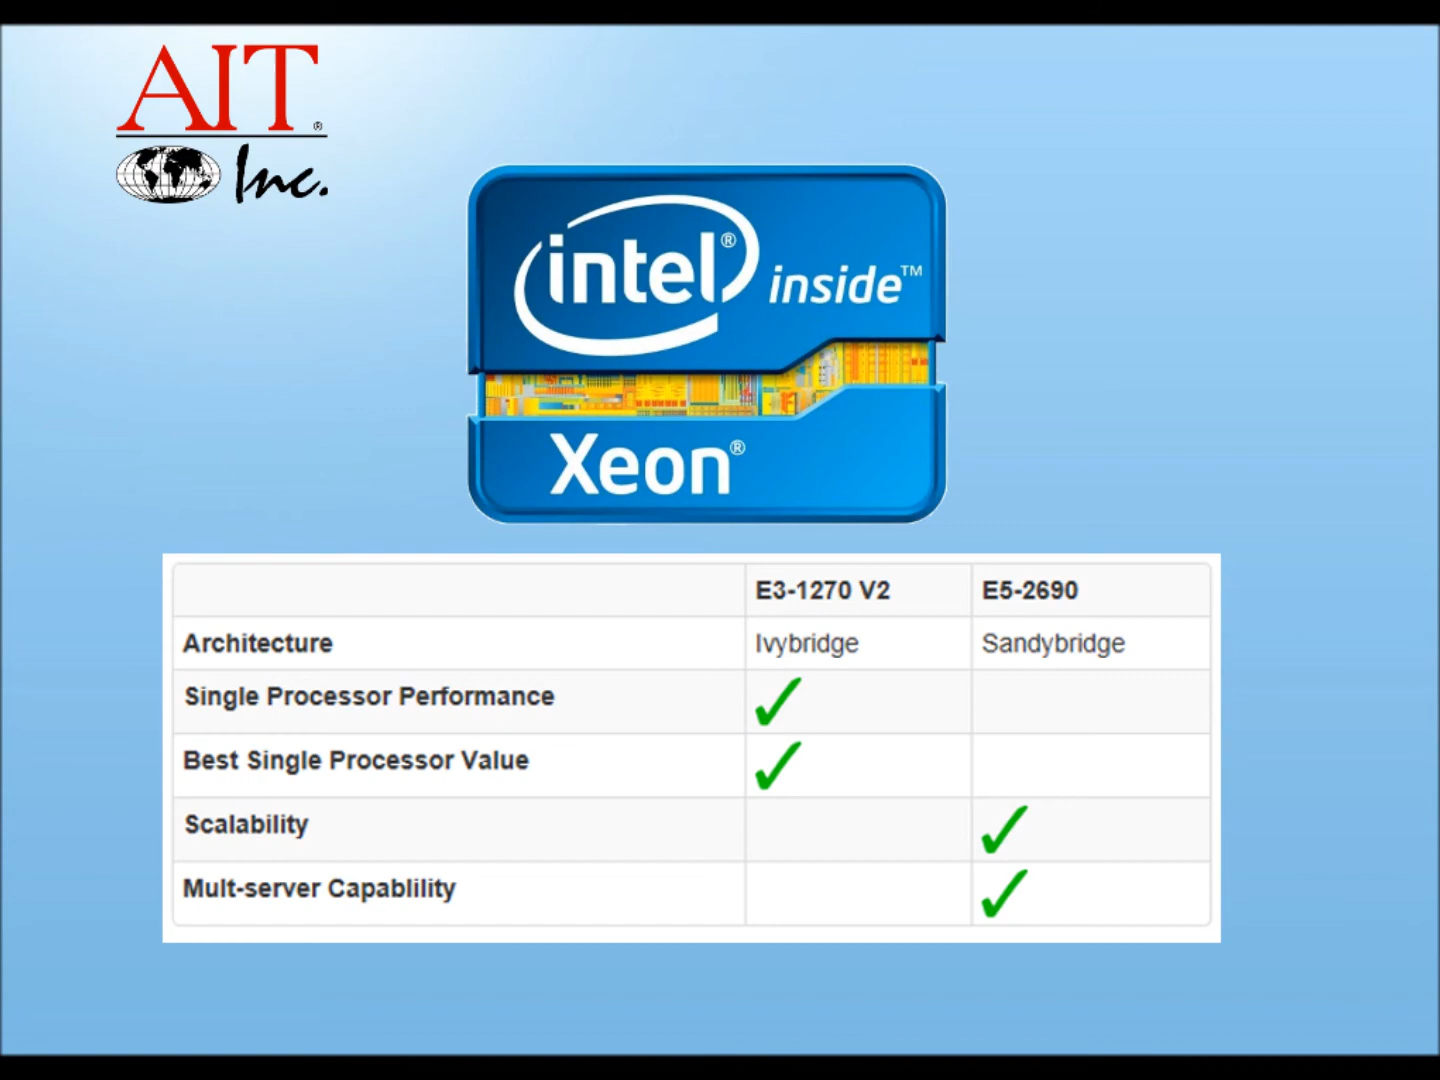 AIT®
Inc.
intel® inside™
Xeon®
E3-1270 V2 E5-2690
Architecture Ivybridge Sandybridge
Single Processor Performance
Best Single Processor Value
Scalability
Mult-server Capablility